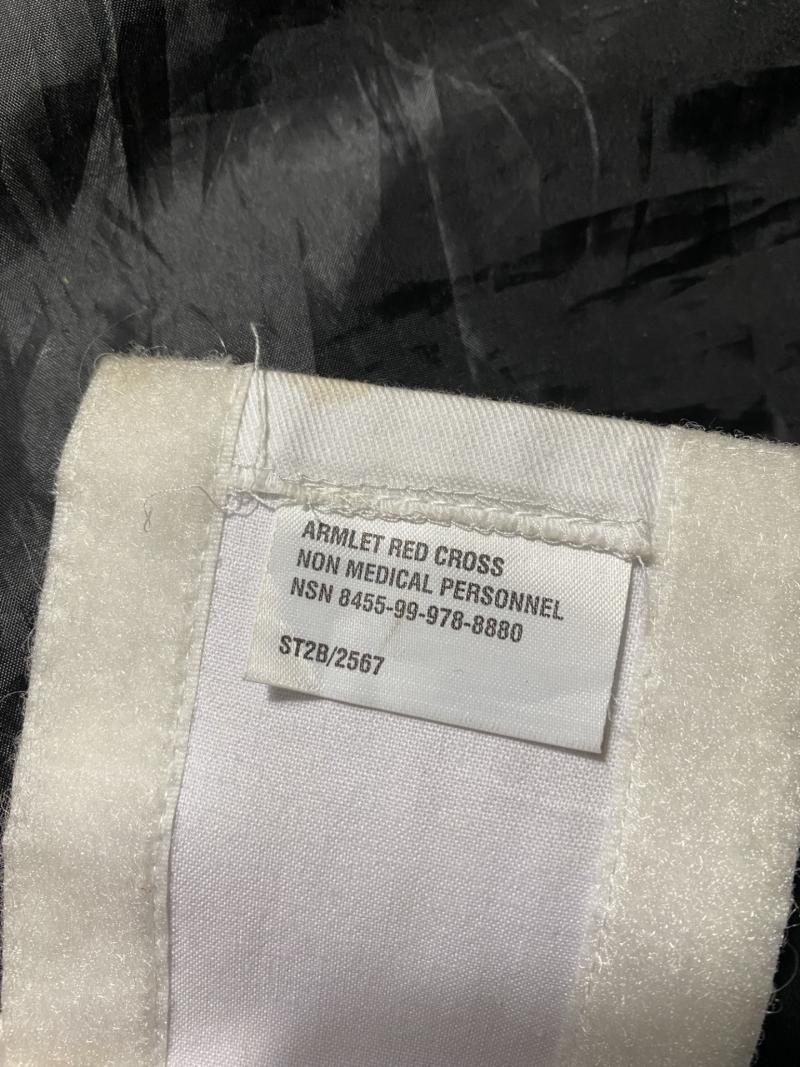 ARMLET RED CROSS
NON MEDICAL PERSONNEL
NSN 8455-99-978-8880
ST2B/2567